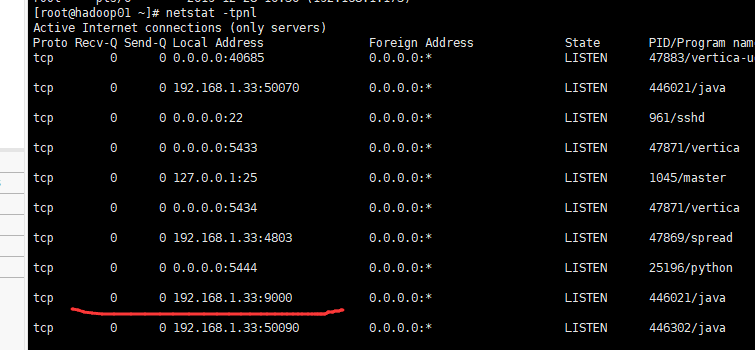 [root@hadoop01 ~]# netstat -tpnl
Active Internet connections (only servers)
Proto Recv-Q Send-Q Local Address Foreign Address State PID/Program nam
tcp 0 0 0.0.0.0:40685 0.0.0.0:* LISTEN 47883/vertica-u
tcp 0 0 192.168.1.33:50070 0.0.0.0:* LISTEN 446021/java
tcp 0 0 0.0.0.0:22 0.0.0.0:* LISTEN 961/sshd
tcp 0 0 0.0.0.0:5433 0.0.0.0:* LISTEN 47871/vertica
tcp 0 0 127.0.0.1:25 0.0.0.0:* LISTEN 1045/master
tcp 0 0 0.0.0.0:5434 0.0.0.0:* LISTEN 47871/vertica
tcp 0 0 192.168.1.33:4803 0.0.0.0:* LISTEN 47869/spread
tcp 0 0 0.0.0.0:5444 0.0.0.0:* LISTEN 25196/python
tcp 0 0 192.168.1.33:9000 0.0.0.0:* LISTEN 446021/java
tcp 0 0 192.168.1.33:50090 0.0.0.0:* LISTEN 446302/java